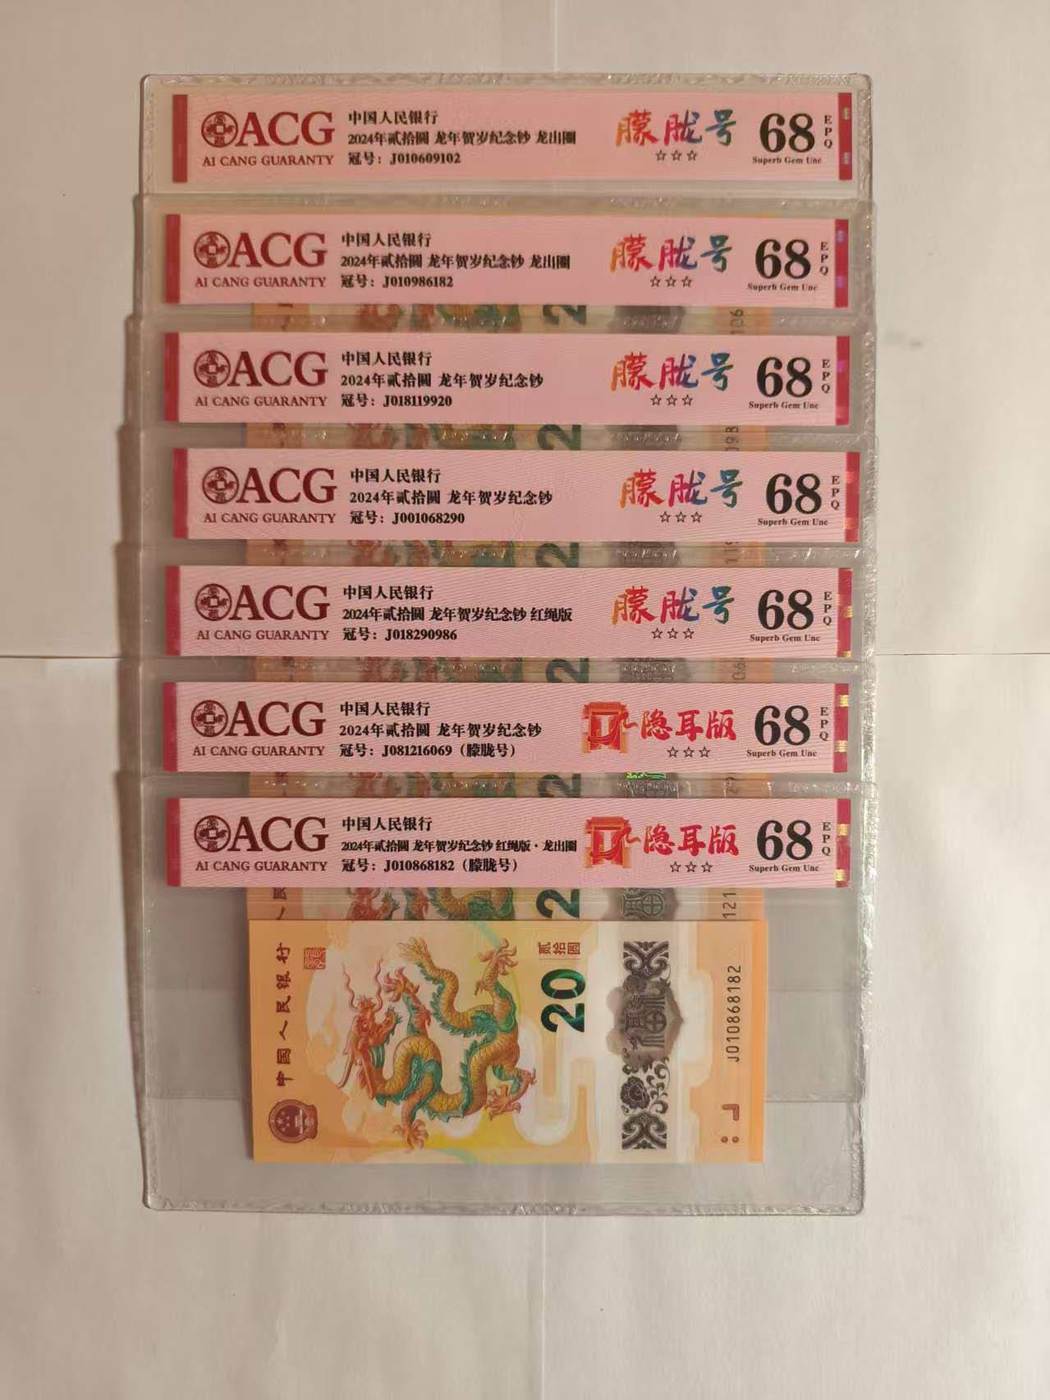 ACG
AI CANG GUARANTY
中国人民银行
2024年贰拾圆 龙年贺岁纪念钞 龙出圈
冠号：J010609102
朦胧号
☆☆☆
68
EPQ
Superb Gem Unc
ACG
AI CANG GUARANTY
中国人民银行
2024年贰拾圆 龙年贺岁纪念钞 龙出圈
冠号：J010986182
朦胧号
☆☆☆
68
EPQ
Superb Gem Unc
ACG
AI CANG GUARANTY
中国人民银行
2024年贰拾圆 龙年贺岁纪念钞
冠号：J018119920
朦胧号
☆☆☆
68
EPQ
Superb Gem Unc
ACG
AI CANG GUARANTY
中国人民银行
2024年贰拾圆 龙年贺岁纪念钞
冠号：J001068290
朦胧号
☆☆☆
68
EPQ
Superb Gem Unc
ACG
AI CANG GUARANTY
中国人民银行
2024年贰拾圆 龙年贺岁纪念钞 红绳版
冠号：J018290986
朦胧号
☆☆☆
68
EPQ
Superb Gem Unc
ACG
AI CANG GUARANTY
中国人民银行
2024年贰拾圆 龙年贺岁纪念钞
冠号：J081216069（朦胧号）
隐耳版
☆☆☆
68
EPQ
Superb Gem Unc
ACG
AI CANG GUARANTY
中国人民银行
2024年贰拾圆 龙年贺岁纪念钞 红绳版·龙出圈
冠号：J010868182（朦胧号）
隐耳版
☆☆☆
68
EPQ
Superb Gem Unc
中国人民银行
贰拾圆
20
福
J010868182